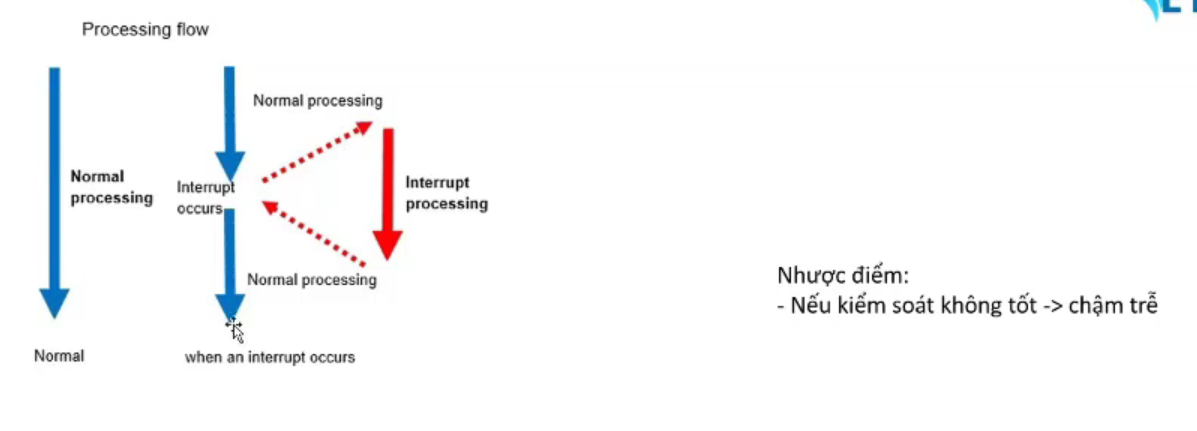 Processing flow
Normal processing
Normal
processing
Interrupt
occurs
Interrupt
processing
Normal processing
Nhược điểm:
- Nếu kiểm soát không tốt -> chậm trễ
Normal
when an interrupt occurs